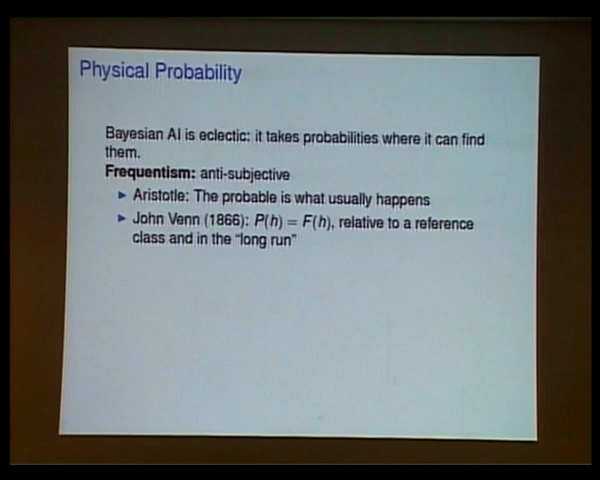 Physical Probability
Bayesian AI is eclectic: it takes probabilities where it can find
them.
Frequentism: anti-subjective
▶ Aristotle: The probable is what usually happens
▶ John Venn (1866): P(h) = F(h), relative to a reference
class and in the "long run"